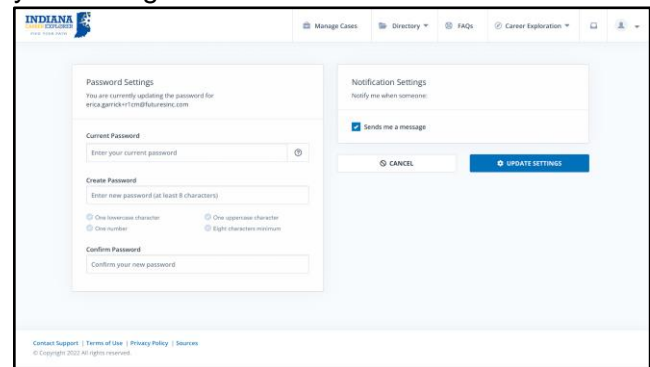 INDIANA
CAREER EXPLORER
FIND YOUR PATH
Manage Cases
Directory
FAQs
Career Exploration
Password Settings
You are currently updating the password for
erica.garrick+r1cm@futuresinc.com
Current Password
Enter your current password
Create Password
Enter new password (at least 8 characters)
One lowercase character
One uppercase character
One number
Eight characters minimum
Confirm Password
Confirm your new password
Notification Settings
Notify me when someone:
Sends me a message
CANCEL
UPDATE SETTINGS
Contact Support | Terms of Use | Privacy Policy | Sources
© Copyright 2022 All rights reserved.